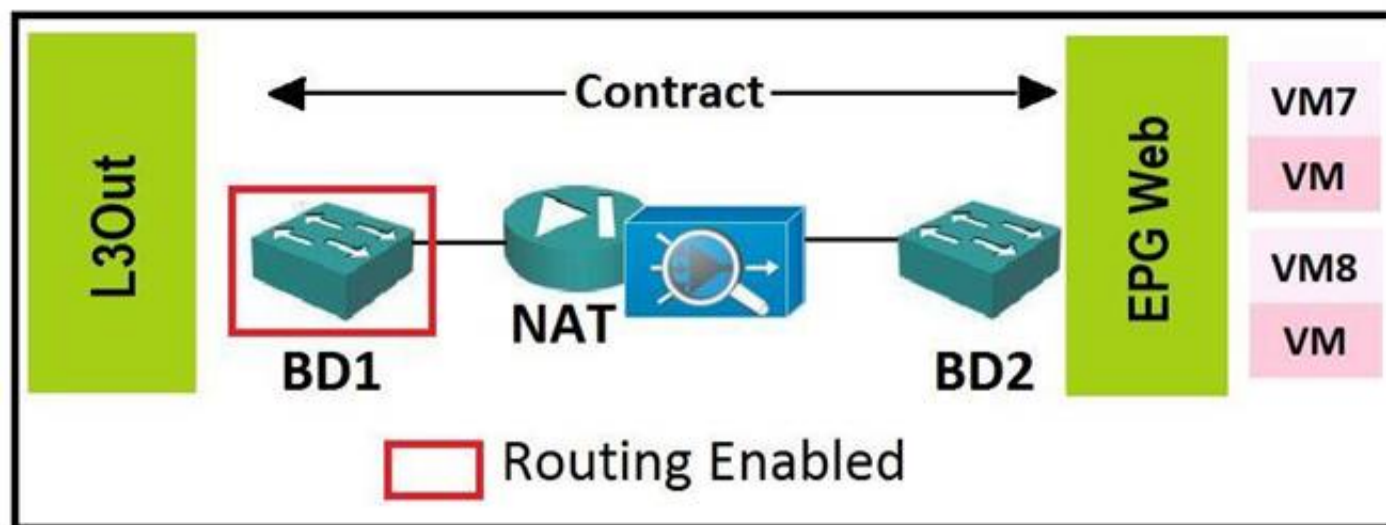 L3Out
Contract
BD1
NAT
BD2
EPG Web
VM7
VM
VM8
VM
Routing Enabled